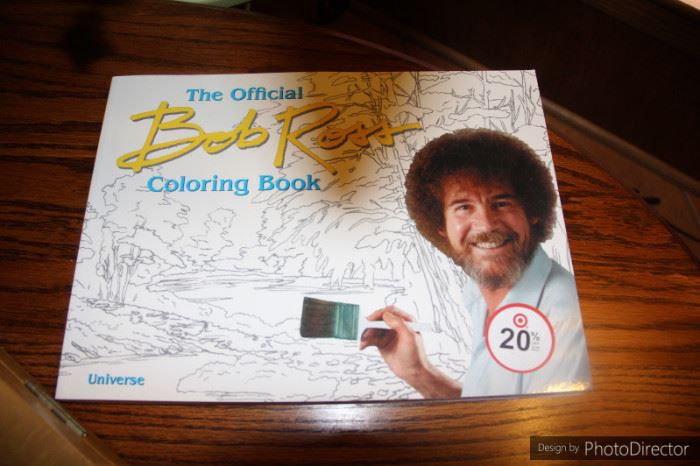 The Official
Bob Ross
Coloring Book
20%
Universe
Design by PhotoDirector